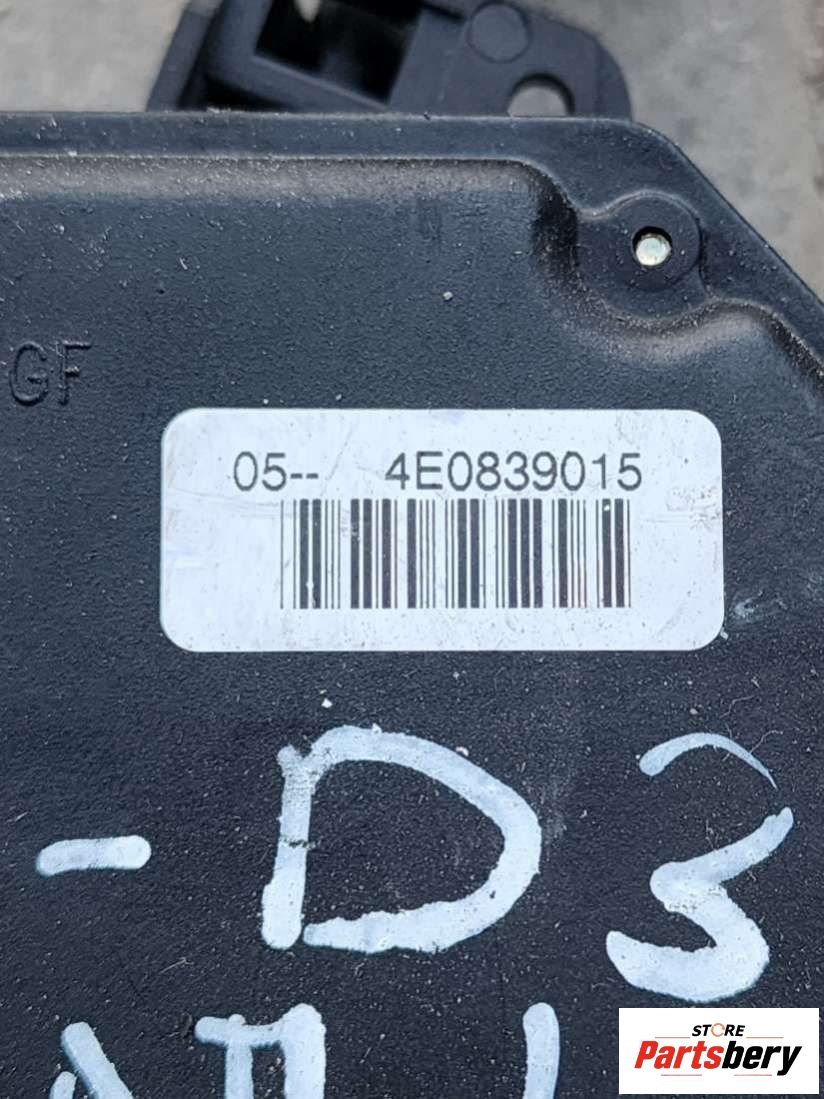 GF
05-- 4E0839015
- D3
STORE
Partsbery